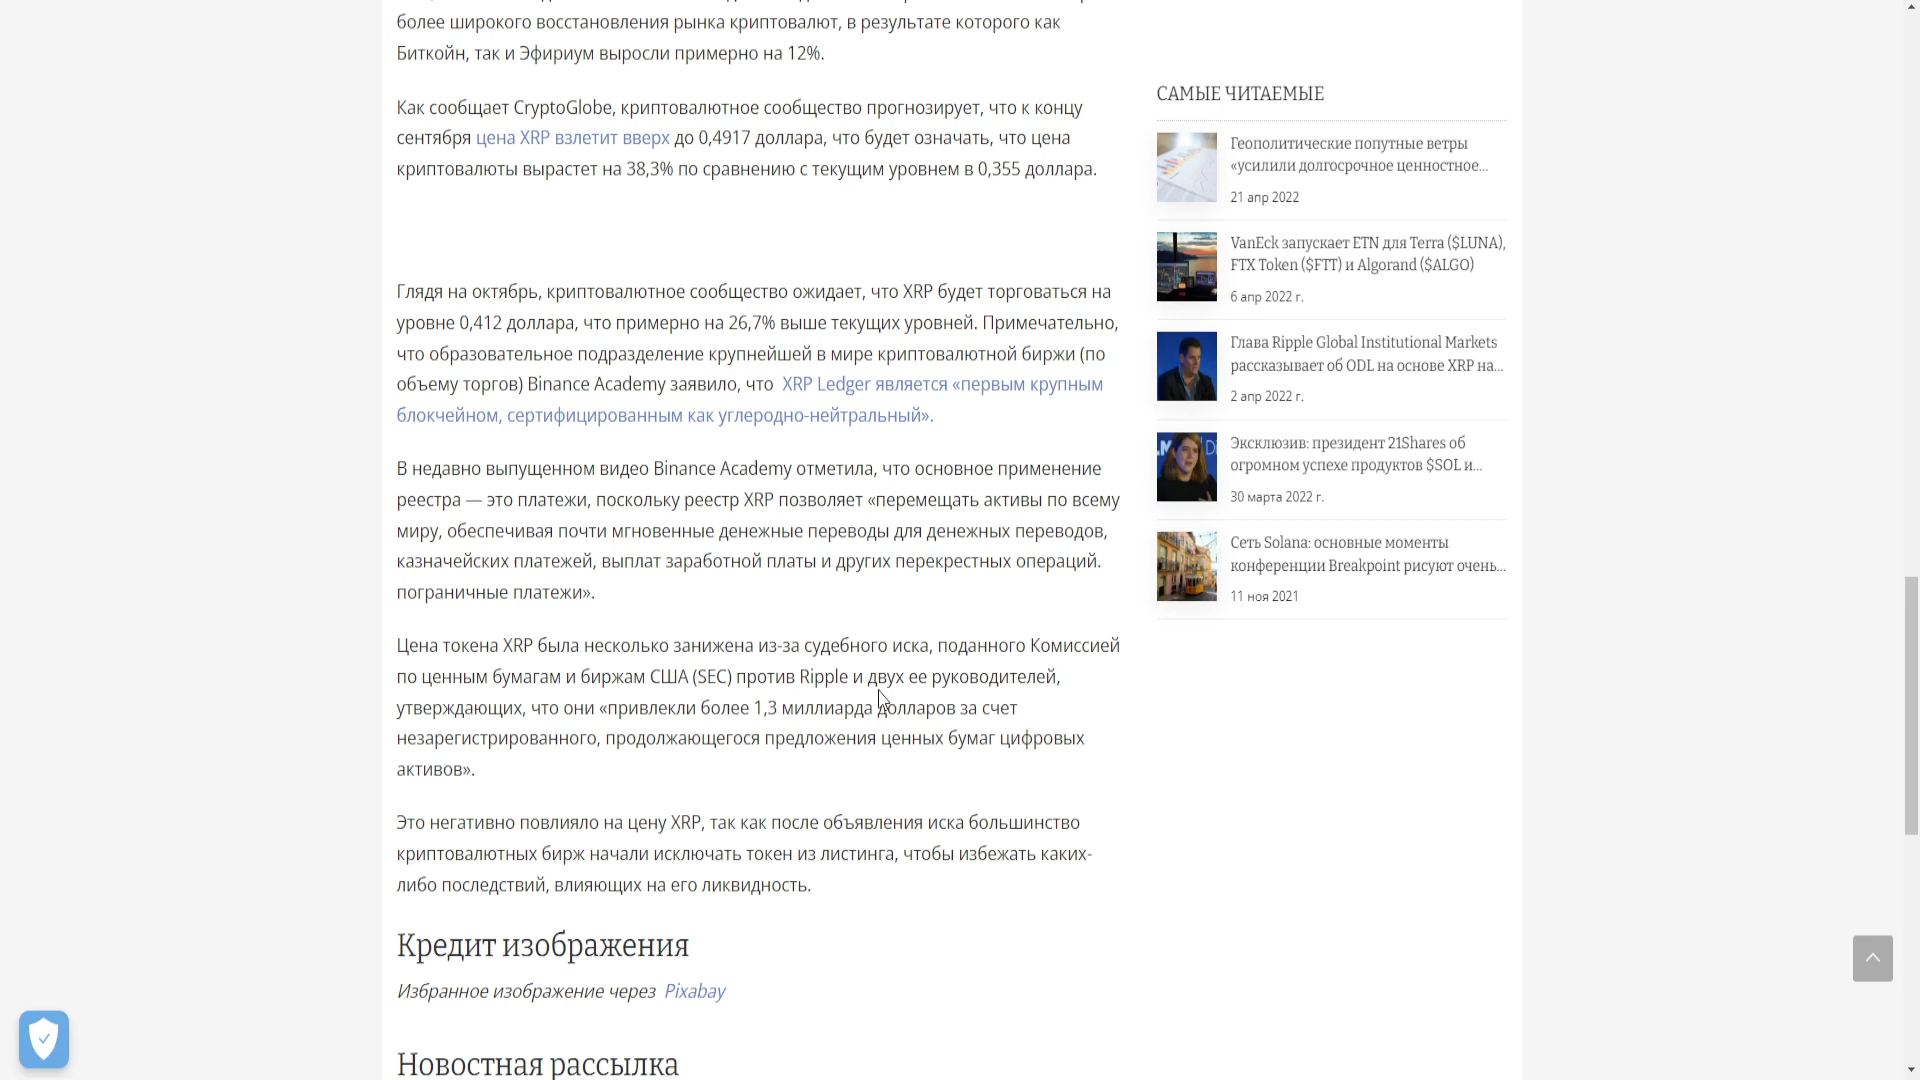 более широкого восстановления рынка криптовалют, в результате которого как
Биткойн, так и Эфириум выросли примерно на 12%.
Как сообщает CryptoGlobe, криптовалютное сообщество прогнозирует, что к концу
сентября цена XRP взлетит вверх до 0,4917 доллара, что будет означать, что цена
криптовалюты вырастет на 38,3% по сравнению с текущим уровнем в 0,355 доллара.
Глядя на октябрь, криптовалютное сообщество ожидает, что XRP будет торговаться на
уровне 0,412 доллара, что примерно на 26,7% выше текущих уровней. Примечательно,
что образовательное подразделение крупнейшей в мире криптовалютной биржи (по
объему торгов) Binance Academy заявило, что XRP Ledger является «первым крупным
блокчейном, сертифицированным как углеродно-нейтральный».
В недавно выпущенном видео Binance Academy отметила, что основное применение
реестра — это платежи, поскольку реестр XRP позволяет «перемещать активы по всему
миру, обеспечивая почти мгновенные денежные переводы для денежных переводов,
казначейских платежей, выплат заработной платы и других перекрестных операций.
пограничные платежи».
Цена токена XRP была несколько занижена из-за судебного иска, поданного Комиссией
по ценным бумагам и биржам США (SEC) против Ripple и двух ее руководителей,
утверждающих, что они «привлекли более 1,3 миллиарда долларов за счет
незарегистрированного, продолжающегося предложения ценных бумаг цифровых
активов».
Это негативно повлияло на цену XRP, так как после объявления иска большинство
криптовалютных бирж начали исключать токен из листинга, чтобы избежать каких-
либо последствий, влияющих на его ликвидность.
Кредит изображения
Избранное изображение через Pixabay
Новостная рассылка
САМЫЕ ЧИТАЕМЫЕ
Геополитические попутные ветры
«усилили долгосрочное ценностное...
21 апр 2022
VanEck запускает ETN для Terra ($LUNA),
FTX Token ($FTT) и Algorand ($ALGO)
6 апр 2022 г.
Глава Ripple Global Institutional Markets
рассказывает об ODL на основе XRP на...
2 апр 2022 г.
Эксклюзив: президент 21Shares об
огромном успехе продуктов $SOL и...
30 марта 2022 г.
Сеть Solana: основные моменты
конференции Breakpoint рисуют очень...
11 ноя 2021